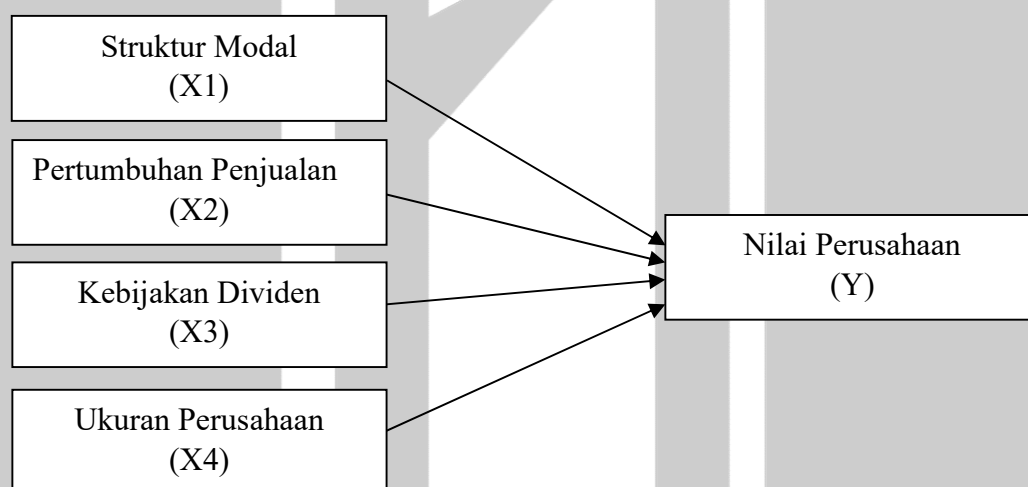 Struktur Modal
(X1)
Pertumbuhan Penjualan
(X2)
Kebijakan Dividen
(X3)
Ukuran Perusahaan
(X4)
Nilai Perusahaan
(Y)